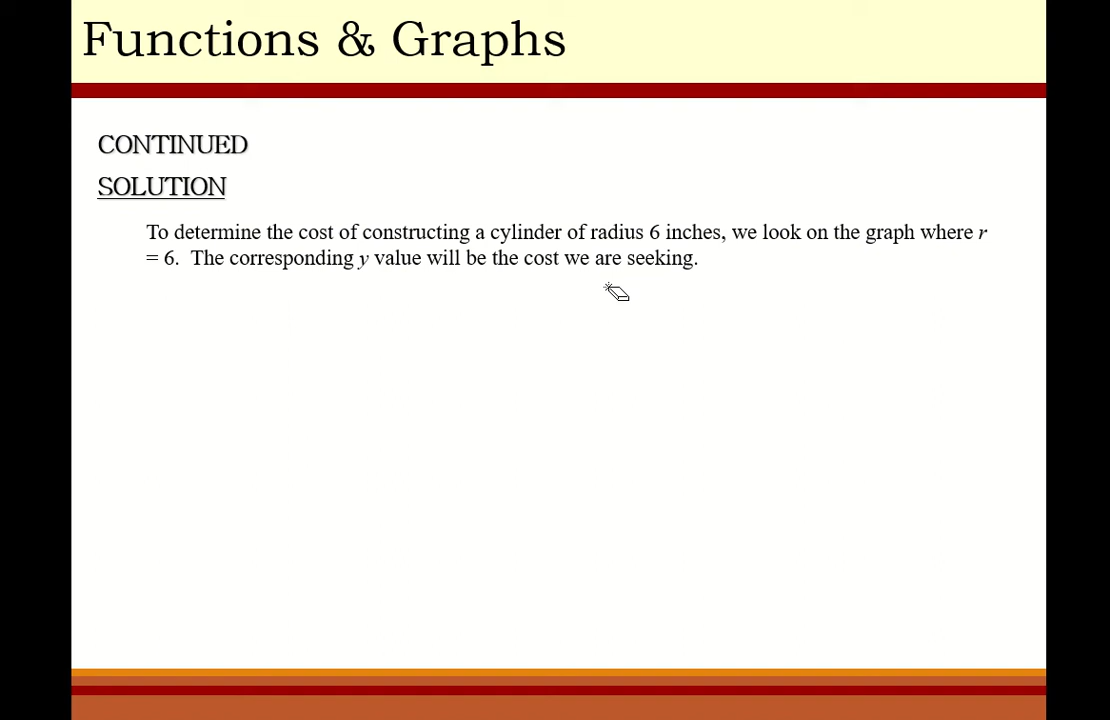 Functions & Graphs
CONTINUED
SOLUTION
To determine the cost of constructing a cylinder of radius 6 inches, we look on the graph where r
= 6.  The corresponding y value will be the cost we are seeking.